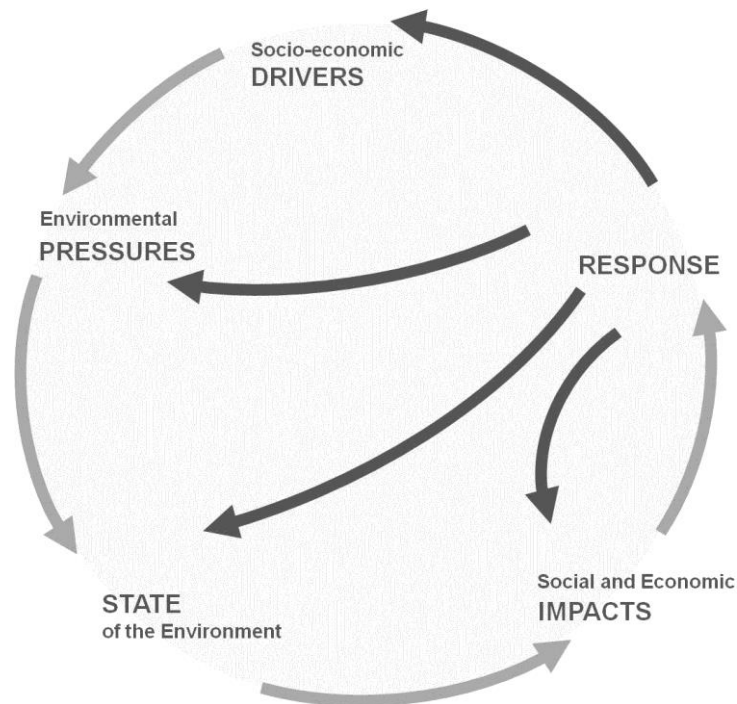 Socio-economic
DRIVERS
Environmental
PRESSURES
RESPONSE
STATE
of the Environment
Social and Economic
IMPACTS